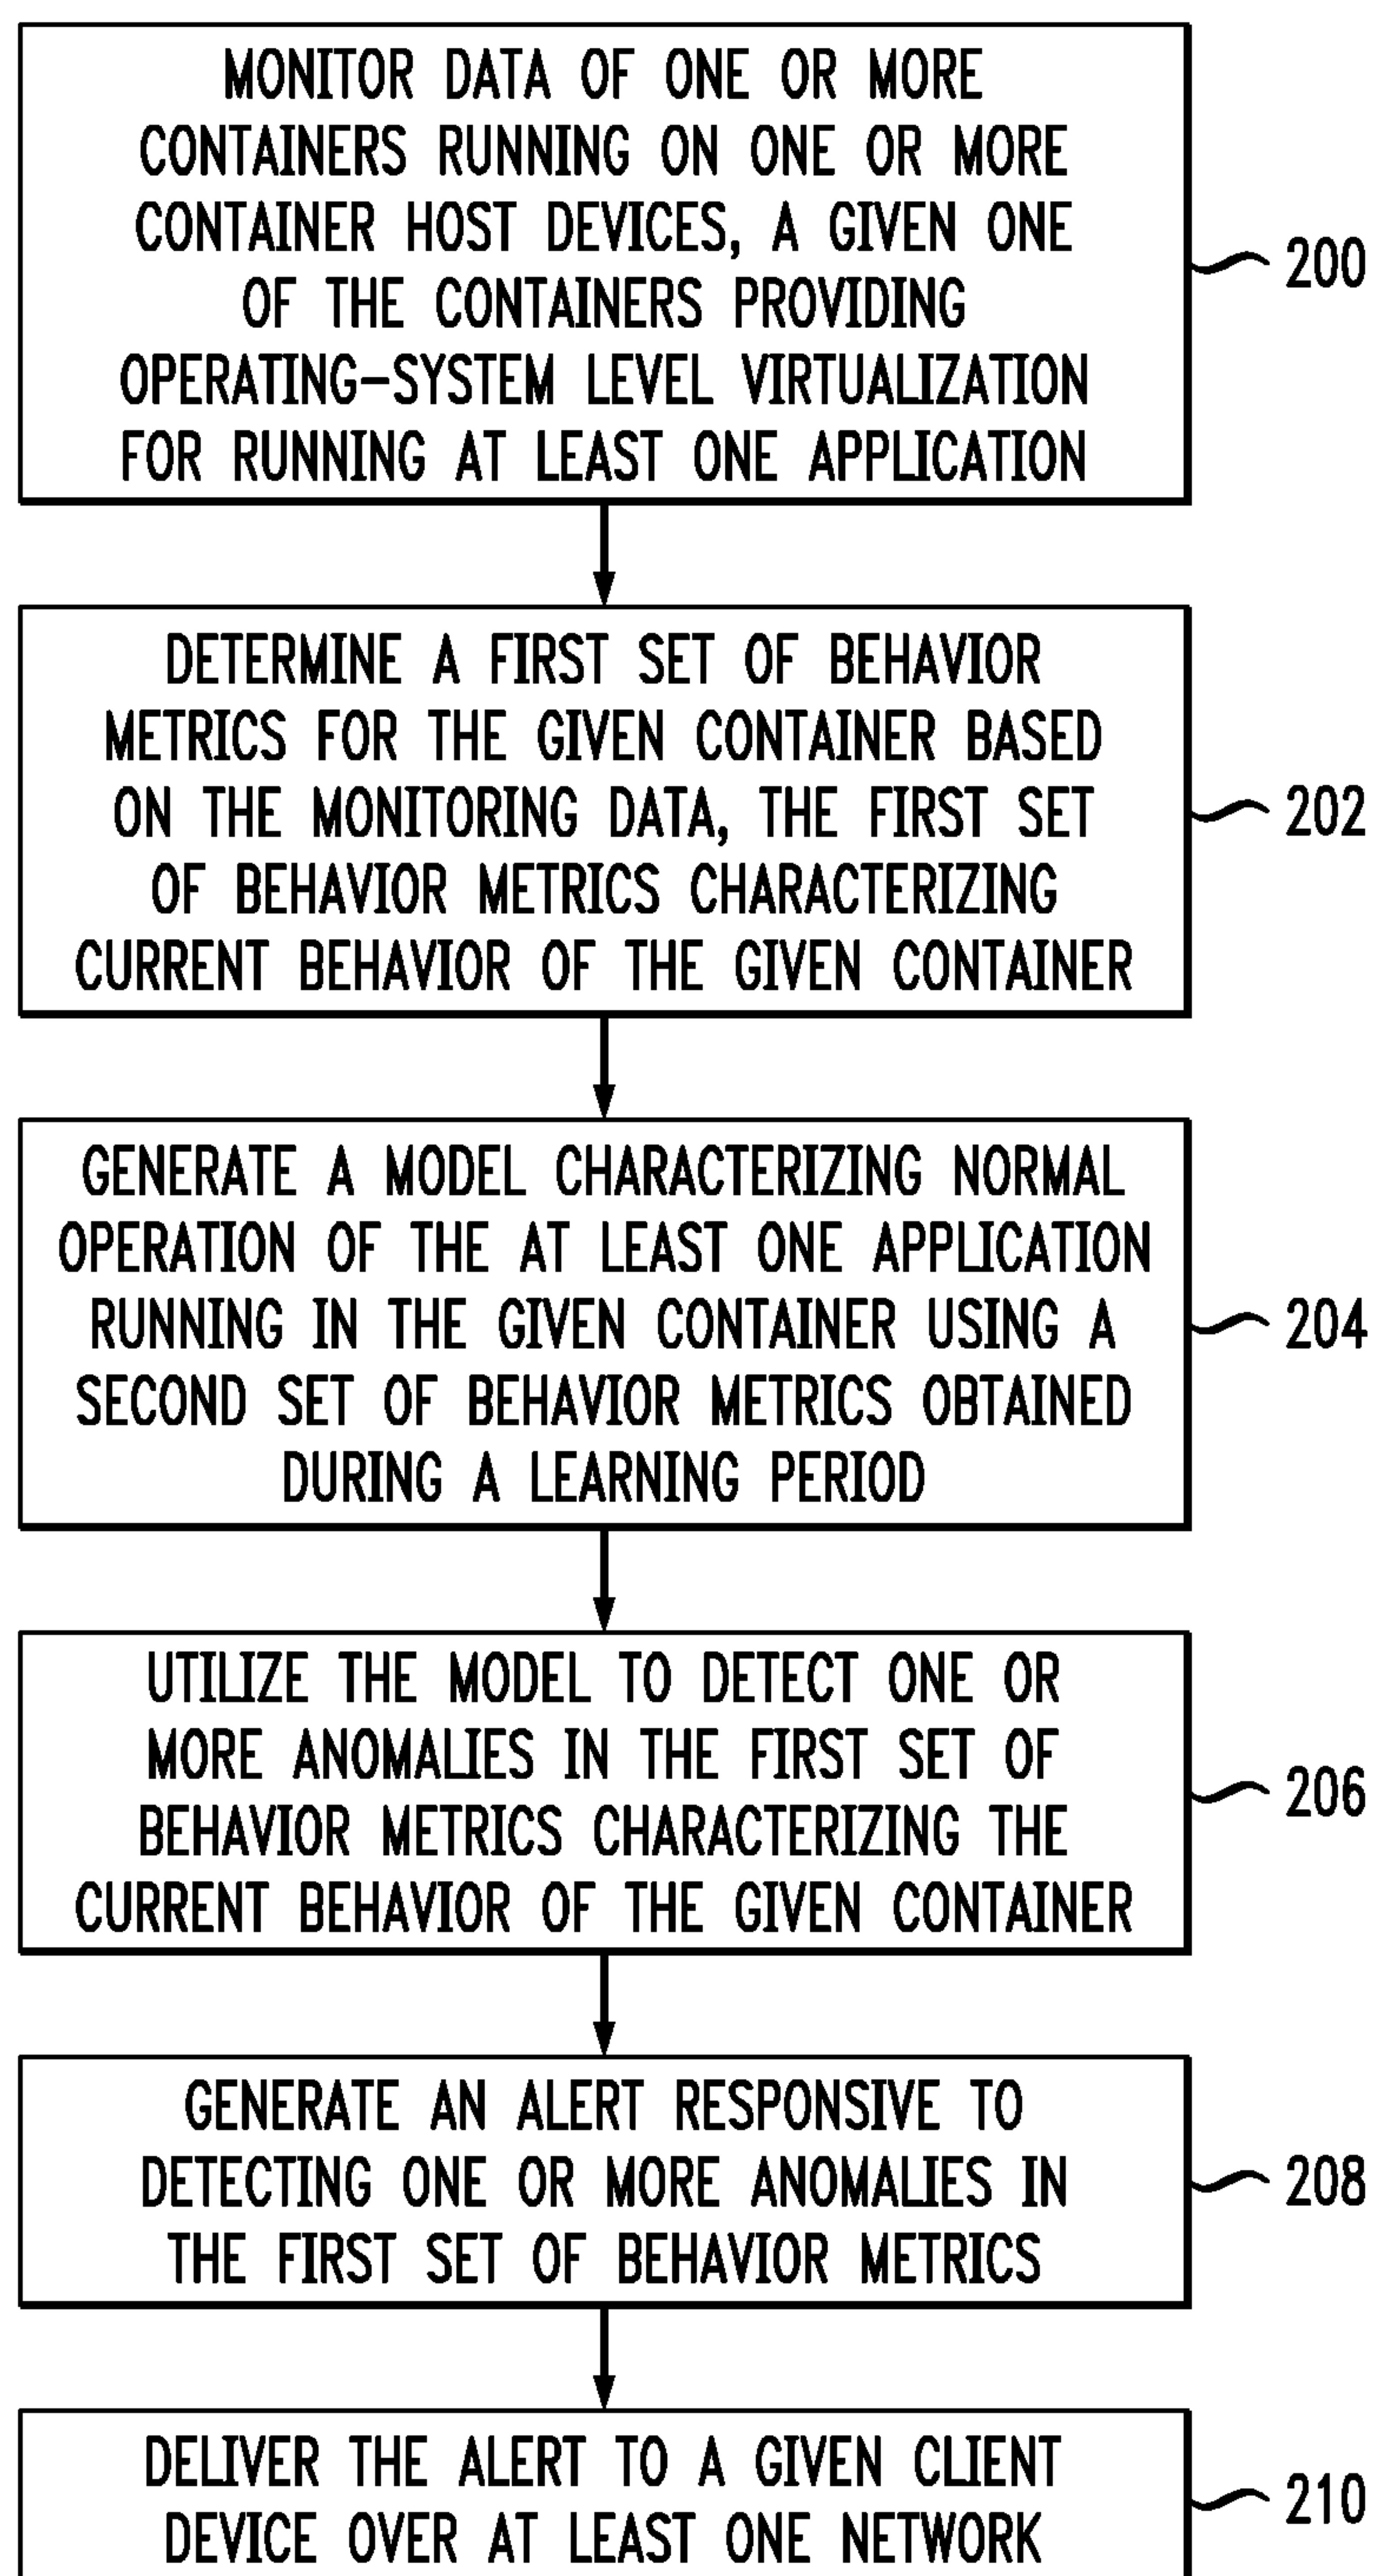 MONITOR DATA OF ONE OR MORE
CONTAINERS RUNNING ON ONE OR MORE
CONTAINER HOST DEVICES, A GIVEN ONE
OF THE CONTAINERS PROVIDING
OPERATING-SYSTEM LEVEL VIRTUALIZATION
FOR RUNNING AT LEAST ONE APPLICATION
200
DETERMINE A FIRST SET OF BEHAVIOR
METRICS FOR THE GIVEN CONTAINER BASED
ON THE MONITORING DATA, THE FIRST SET
OF BEHAVIOR METRICS CHARACTERIZING
CURRENT BEHAVIOR OF THE GIVEN CONTAINER
202
GENERATE A MODEL CHARACTERIZING NORMAL
OPERATION OF THE AT LEAST ONE APPLICATION
RUNNING IN THE GIVEN CONTAINER USING A
SECOND SET OF BEHAVIOR METRICS OBTAINED
DURING A LEARNING PERIOD
204
UTILIZE THE MODEL TO DETECT ONE OR
MORE ANOMALIES IN THE FIRST SET OF
BEHAVIOR METRICS CHARACTERIZING THE
CURRENT BEHAVIOR OF THE GIVEN CONTAINER
206
GENERATE AN ALERT RESPONSIVE TO
DETECTING ONE OR MORE ANOMALIES IN
THE FIRST SET OF BEHAVIOR METRICS
208
DELIVER THE ALERT TO A GIVEN CLIENT
DEVICE OVER AT LEAST ONE NETWORK
210